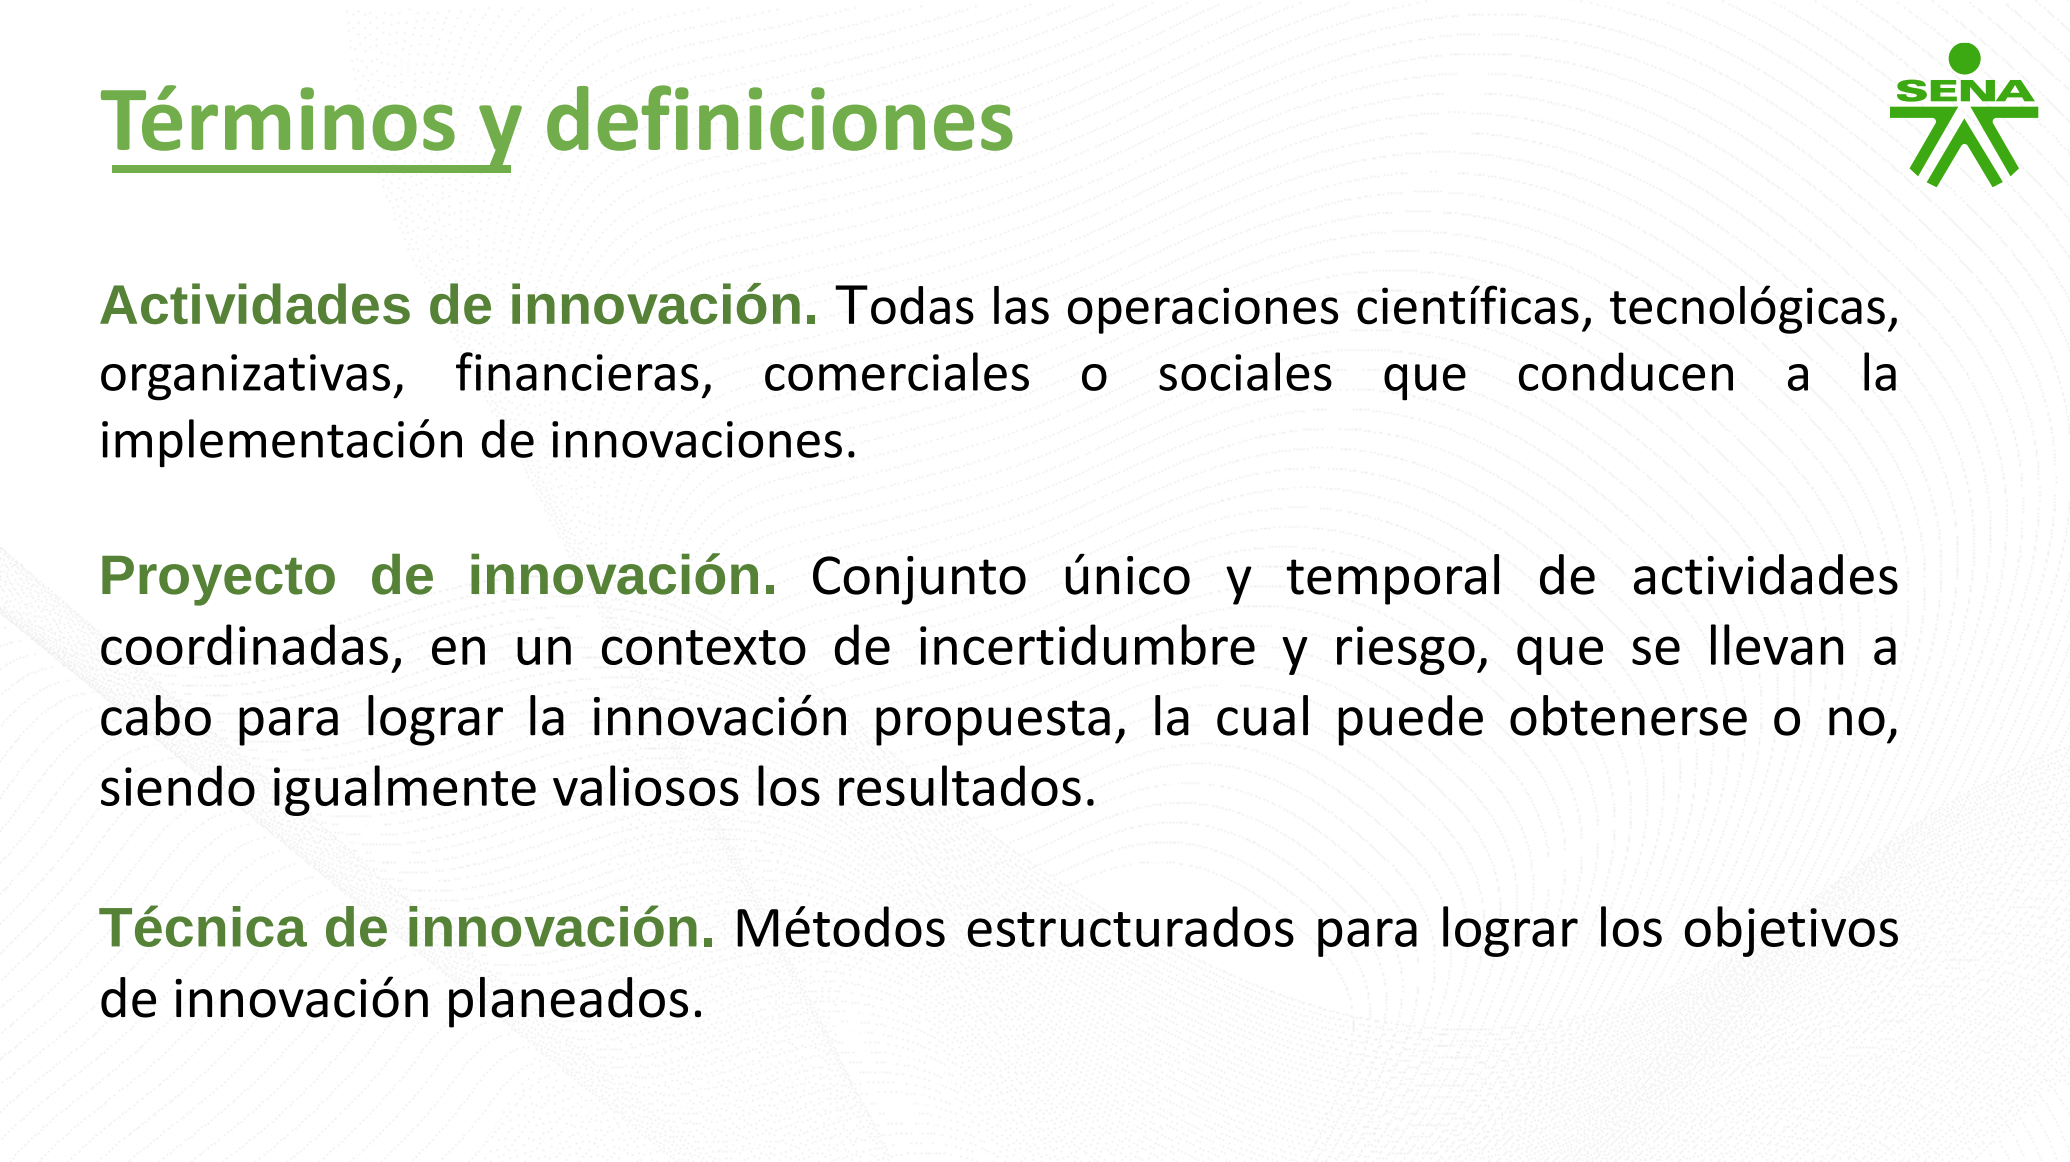 Términos y definiciones
SENA
Actividades de innovación. Todas las operaciones científicas, tecnológicas,
organizativas, financieras, comerciales o sociales que conducen a la
implementación de innovaciones.
Proyecto de innovación. Conjunto único y temporal de actividades
coordinadas, en un contexto de incertidumbre y riesgo, que se llevan a
cabo para lograr la innovación propuesta, la cual puede obtenerse o no,
siendo igualmente valiosos los resultados.
Técnica de innovación. Métodos estructurados para lograr los objetivos
de innovación planeados.